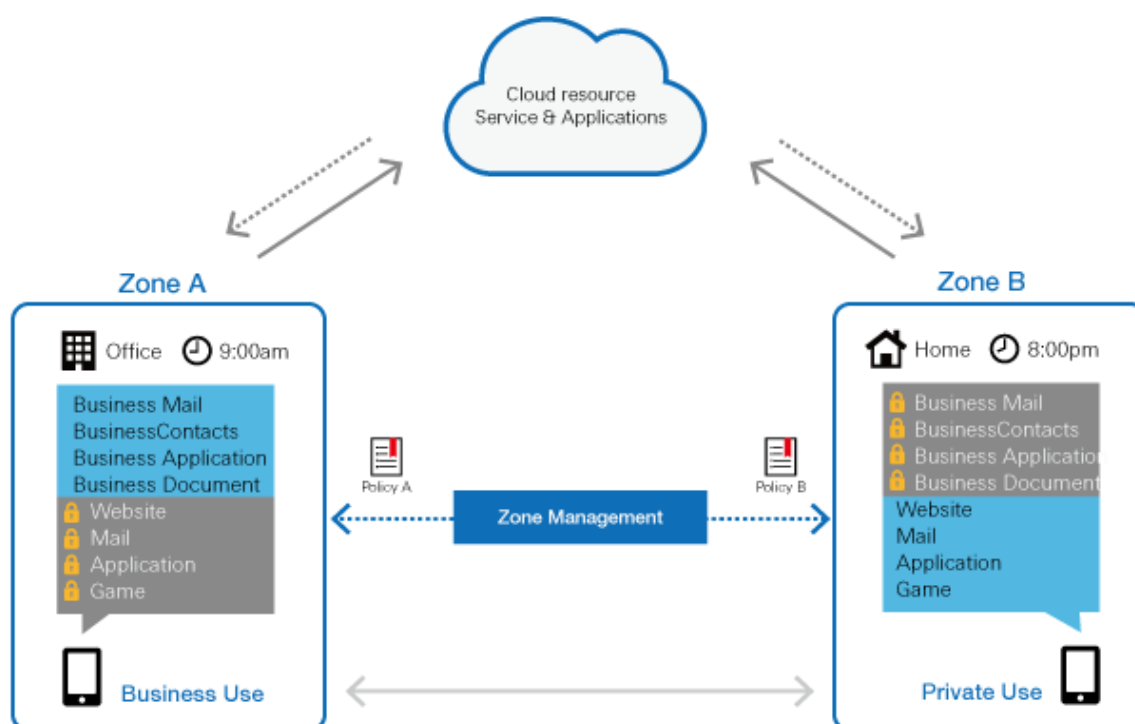 Cloud resource
Service & Applications
Zone A
Office 9:00am
Business Mail
BusinessContacts
Business Application
Business Document
Website
Mail
Application
Game
Business Use
Policy A
Zone Management
Policy B
Zone B
Home 8:00pm
Business Mail
BusinessContacts
Business Application
Business Document
Website
Mail
Application
Game
Private Use